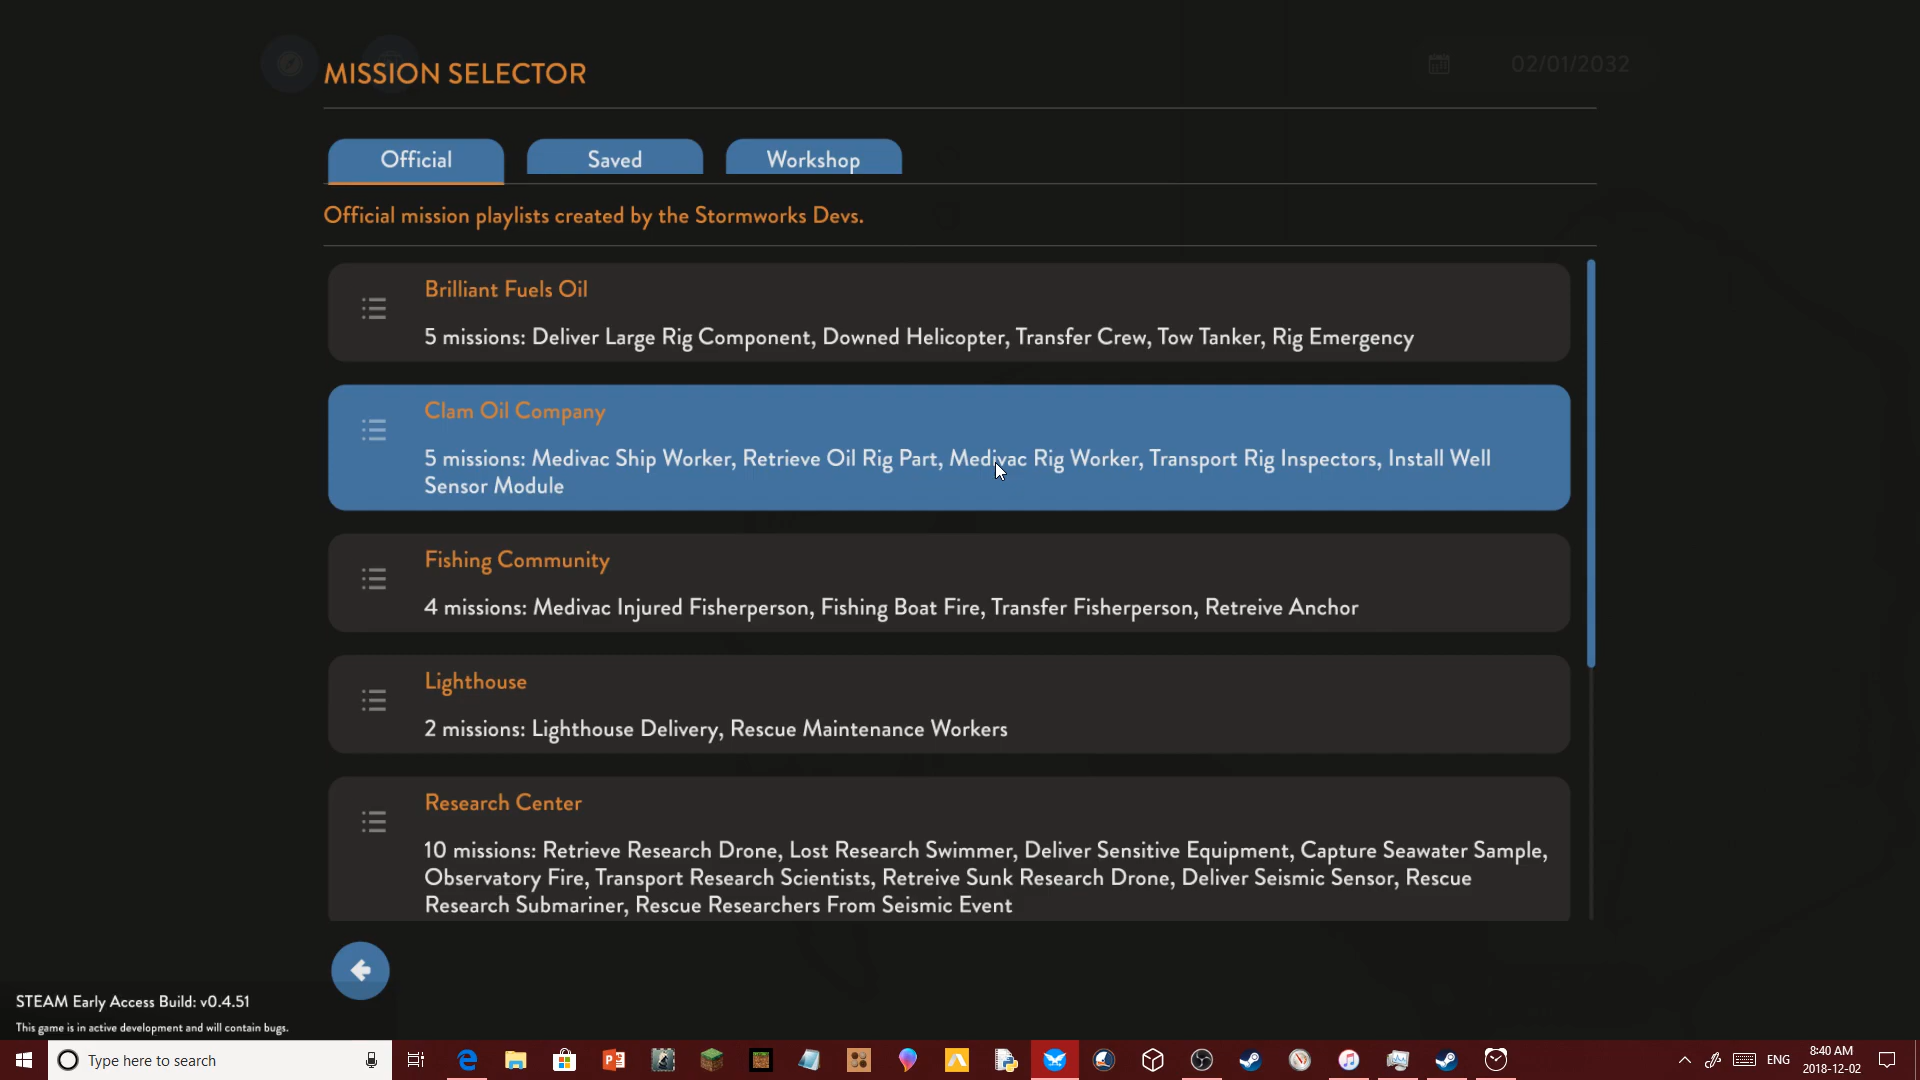 MISSION SELECTOR
02/01/2032
Official
Saved
Workshop
Official mission playlists created by the Stormworks Devs.
Brilliant Fuels Oil
5 missions: Deliver Large Rig Component, Downed Helicopter, Transfer Crew, Tow Tanker, Rig Emergency
Clam Oil Company
5 missions: Medivac Ship Worker, Retrieve Oil Rig Part, Medivac Rig Worker, Transport Rig Inspectors, Install Well
Sensor Module
Fishing Community
4 missions: Medivac Injured Fisherperson, Fishing Boat Fire, Transfer Fisherperson, Retreive Anchor
Lighthouse
2 missions: Lighthouse Delivery, Rescue Maintenance Workers
Research Center
10 missions: Retrieve Research Drone, Lost Research Swimmer, Deliver Sensitive Equipment, Capture Seawater Sample,
Observatory Fire, Transport Research Scientists, Retreive Sunk Research Drone, Deliver Seismic Sensor, Rescue
Research Submariner, Rescue Researchers From Seismic Event
STEAM Early Access Build: v0.4.51
This game is in active development and will contain bugs.
Type here to search
ENG
8:40 AM
2018-12-02